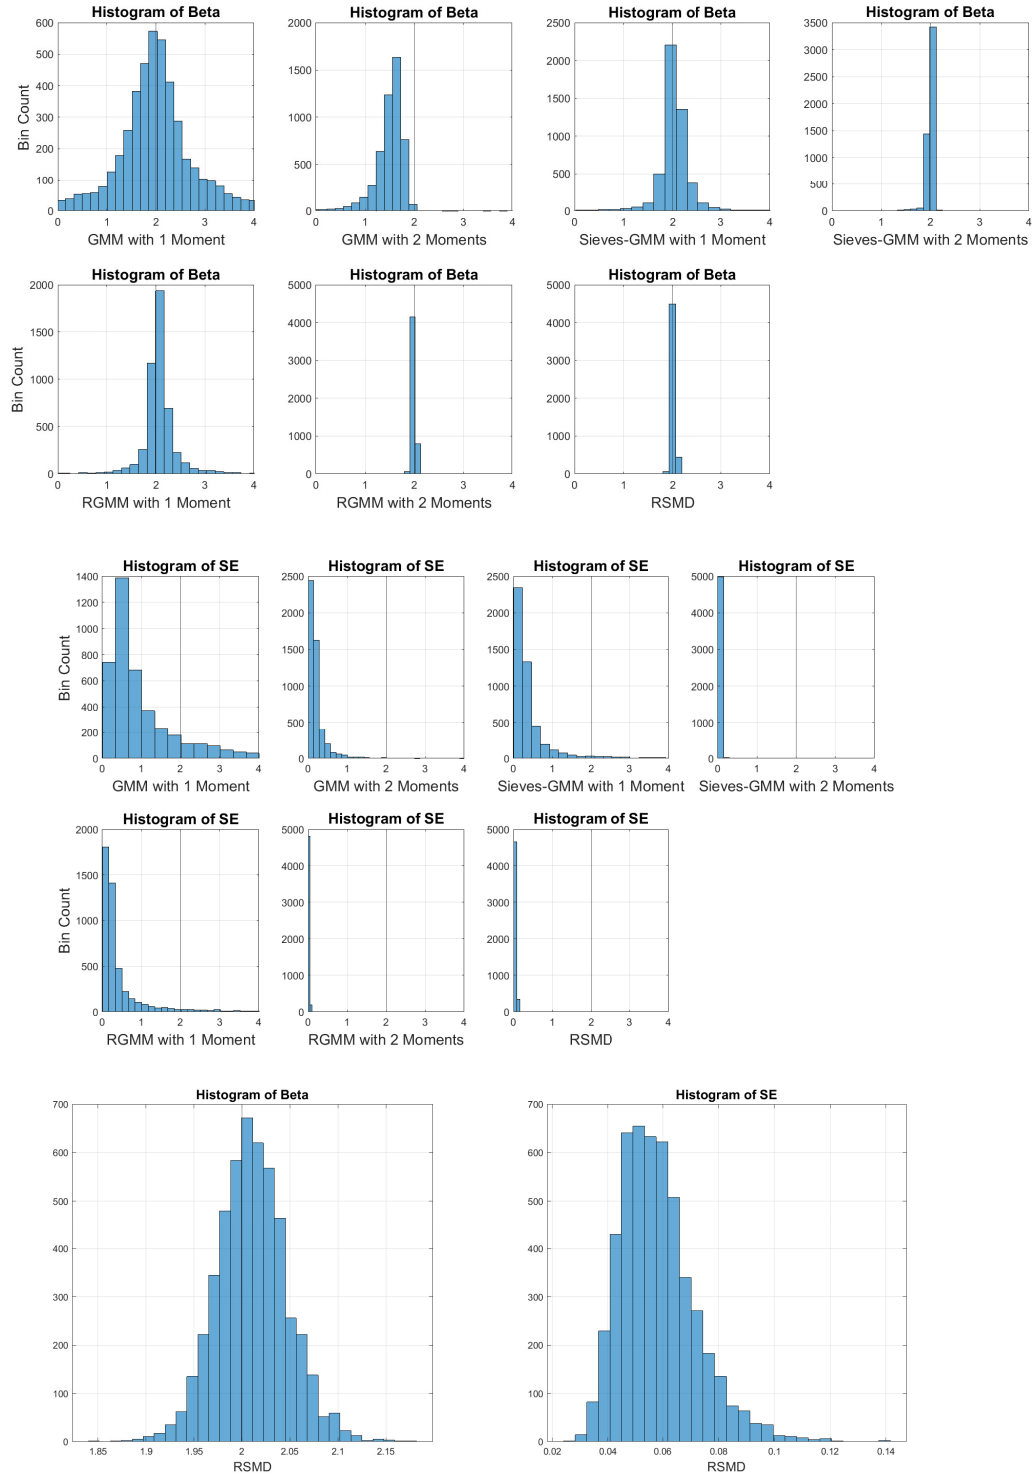 Histogram of Beta
600
500
400
300
200
100
0
Bin Count
0 1 2 3 4
GMM with 1 Moment
Histogram of Beta
2000
1500
1000
500
0
0 1 2 3 4
GMM with 2 Moments
Histogram of Beta
2500
2000
1500
1000
500
0
0 1 2 3 4
Sieves-GMM with 1 Moment
Histogram of Beta
3500
3000
2500
2000
1500
1000
500
0
0 1 2 3 4
Sieves-GMM with 2 Moments
Histogram of Beta
2000
1500
1000
500
0
Bin Count
0 1 2 3 4
RGMM with 1 Moment
Histogram of Beta
5000
4000
3000
2000
1000
0
0 1 2 3 4
RGMM with 2 Moments
Histogram of Beta
5000
4000
3000
2000
1000
0
0 1 2 3 4
RSMD
Histogram of SE
1400
1200
1000
800
600
400
200
0
Bin Count
0 1 2 3 4
GMM with 1 Moment
Histogram of SE
2500
2000
1500
1000
500
0
0 1 2 3 4
GMM with 2 Moments
Histogram of SE
2500
2000
1500
1000
500
0
0 1 2 3 4
Sieves-GMM with 1 Moment
Histogram of SE
5000
4000
3000
2000
1000
0
0 1 2 3 4
Sieves-GMM with 2 Moments
Histogram of SE
2000
1500
1000
500
0
Bin Count
0 1 2 3 4
RGMM with 1 Moment
Histogram of SE
5000
4000
3000
2000
1000
0
0 1 2 3 4
RGMM with 2 Moments
Histogram of SE
5000
4000
3000
2000
1000
0
0 1 2 3 4
RSMD
Histogram of Beta
700
600
500
400
300
200
100
0
1.85 1.9 1.95 2 2.05 2.1 2.15
RSMD
Histogram of SE
700
600
500
400
300
200
100
0
0.02 0.04 0.06 0.08 0.1 0.12 0.14
RSMD